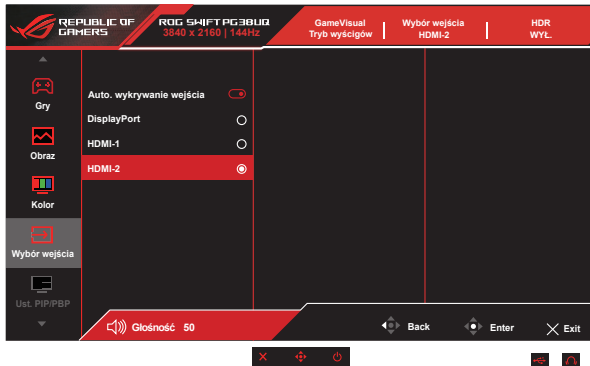 REPUBLIC OF
GAMERS
ROG SWIFT PG38UQ
3840 x 2160 | 144Hz
GameVisual
Tryb wyścigów
Wybór wejścia
HDMI-2
HDR
WYŁ.
Gry
Obraz
Kolor
Wybór wejścia
Ust. PIP/PBP
Auto. wykrywanie wejścia
DisplayPort
HDMI-1
HDMI-2
Głośność 50
Back
Enter
Exit